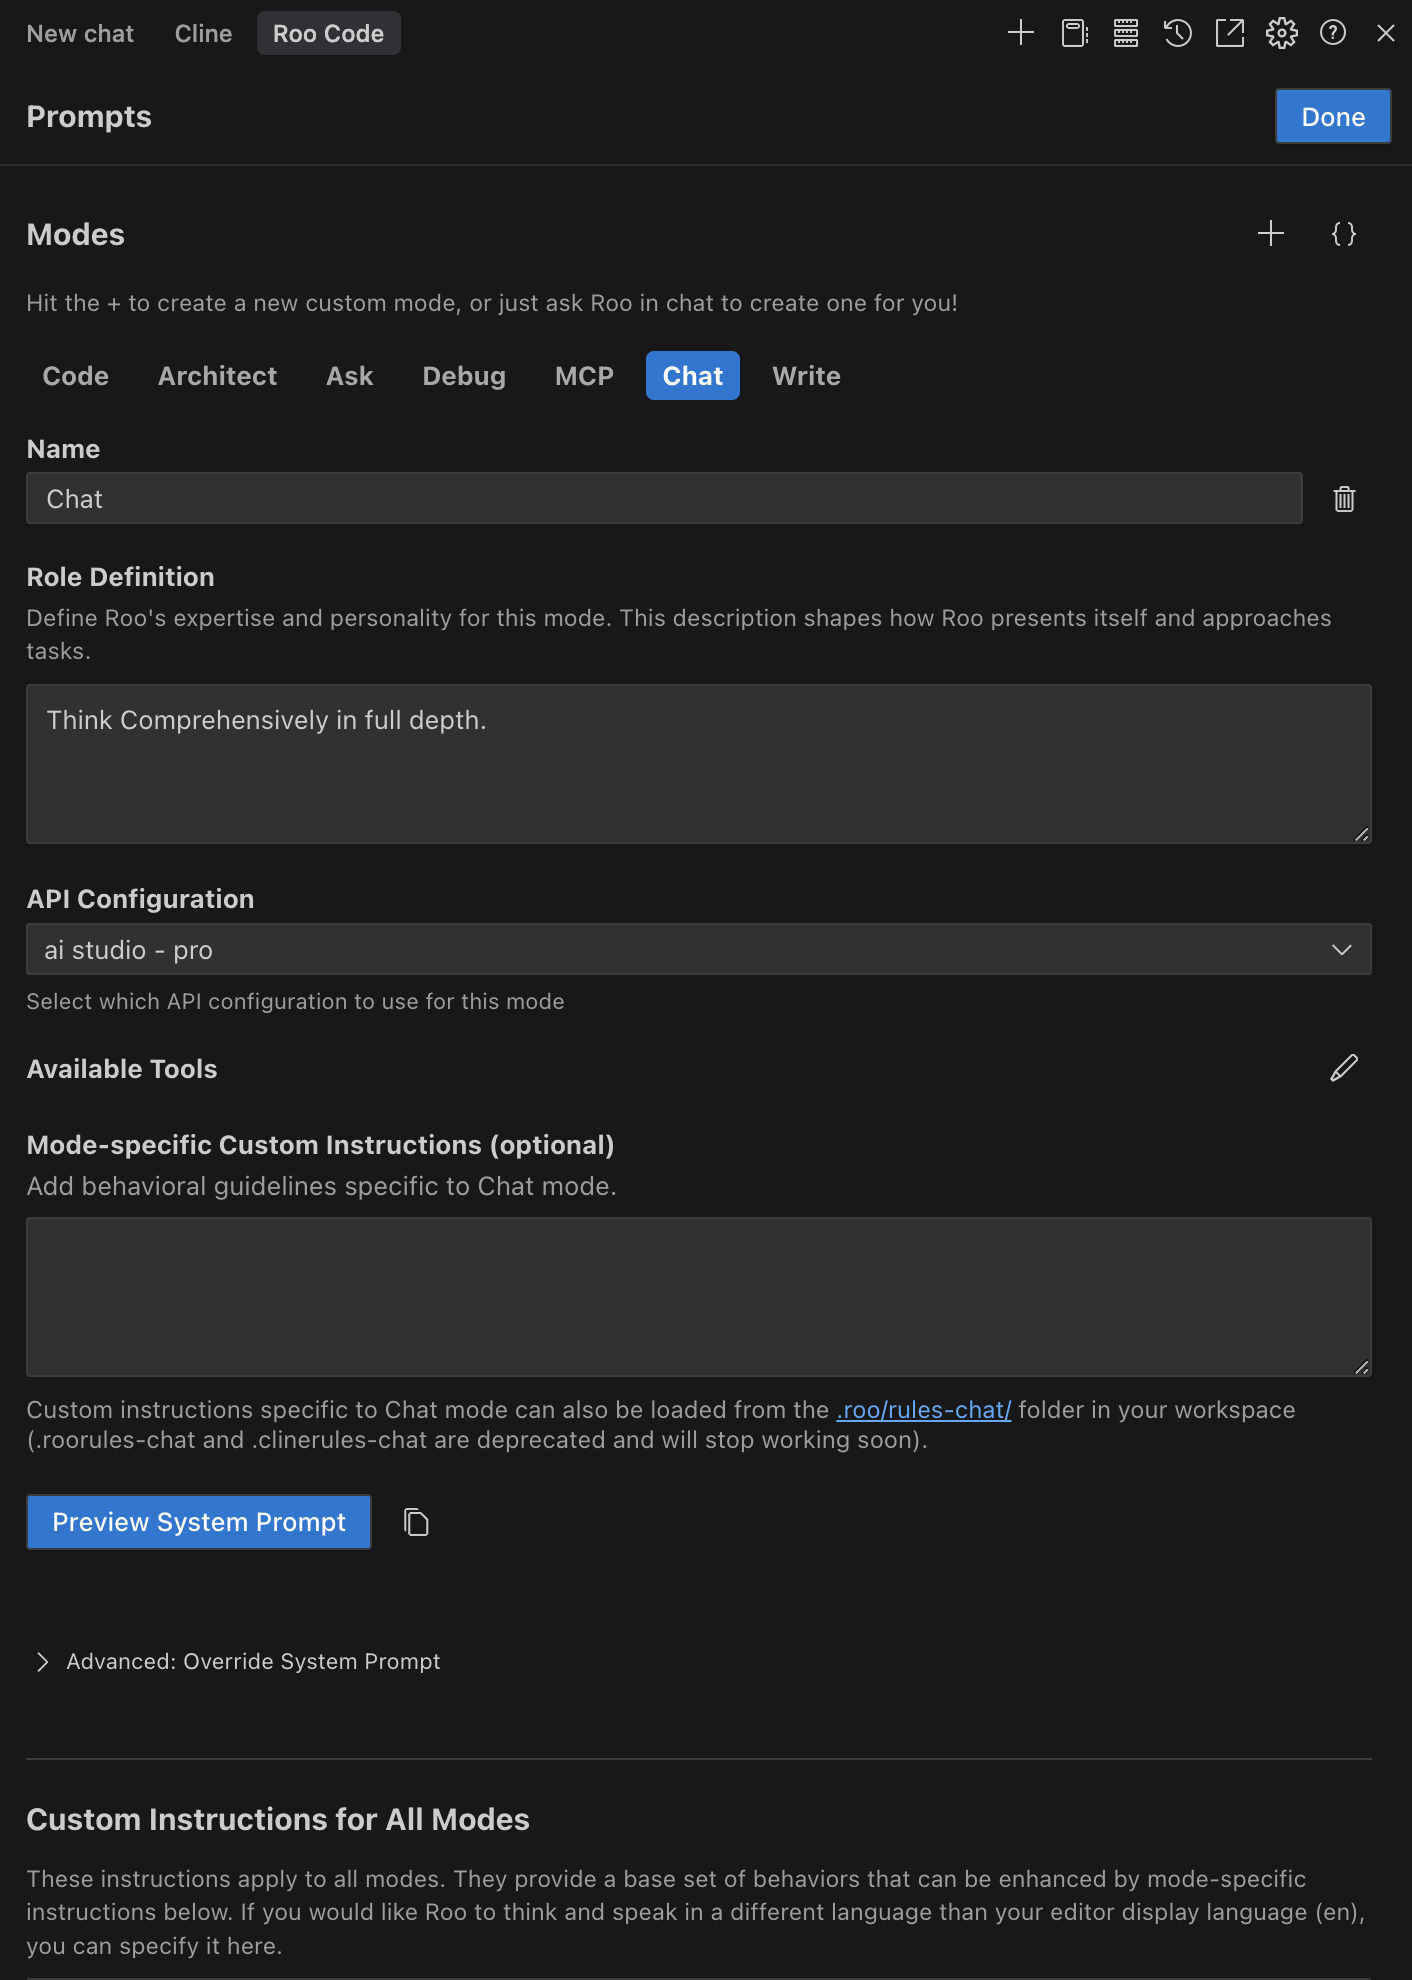 New chat Cline Roo Code
Prompts Done
Modes
Hit the + to create a new custom mode, or just ask Roo in chat to create one for you!
Code Architect Ask Debug MCP Chat Write
Name
Chat
Role Definition
Define Roo's expertise and personality for this mode. This description shapes how Roo presents itself and approaches
tasks.
Think Comprehensively in full depth.
API Configuration
ai studio - pro
Select which API configuration to use for this mode
Available Tools
Mode-specific Custom Instructions (optional)
Add behavioral guidelines specific to Chat mode.
Custom instructions specific to Chat mode can also be loaded from the .roo/rules-chat/ folder in your workspace
(.roorules-chat and .clinerules-chat are deprecated and will stop working soon).
Preview System Prompt
Advanced: Override System Prompt
Custom Instructions for All Modes
These instructions apply to all modes. They provide a base set of behaviors that can be enhanced by mode-specific
instructions below. If you would like Roo to think and speak in a different language than your editor display language (en),
you can specify it here.